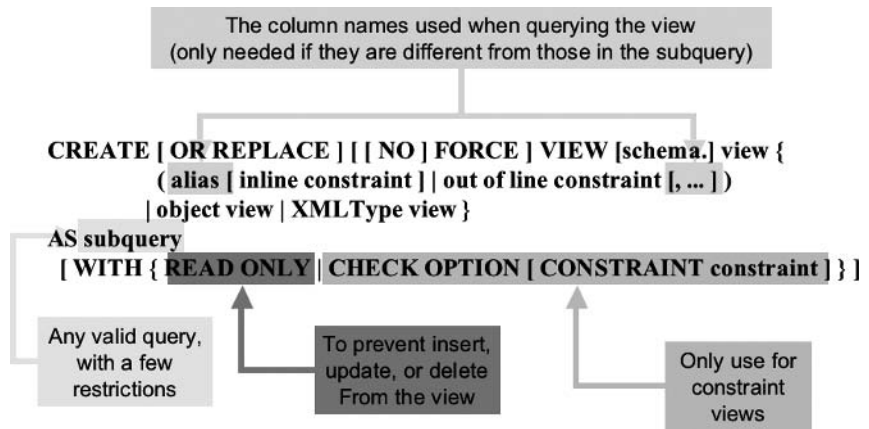 The column names used when querying the view
(only needed if they are different from those in the subquery)
CREATE [ OR REPLACE ] [ [ NO ] FORCE ] VIEW [schema.] view {
( alias [ inline constraint ] | out of line constraint [, ... ] )
| object view | XMLType view }
AS subquery
[ WITH { READ ONLY | CHECK OPTION [ CONSTRAINT constraint ] } ]
Any valid query,
with a few
restrictions
To prevent insert,
update, or delete
From the view
Only use for
constraint
views